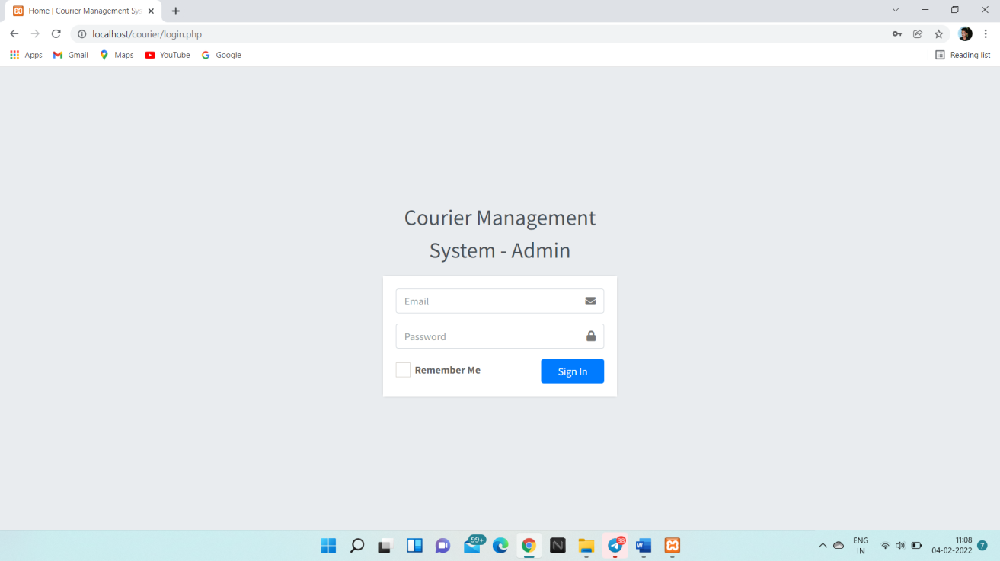 Home | Courier Management Sys
localhost/courier/login.php
Apps Gmail Maps YouTube Google Reading list
Courier Management
System - Admin
Email
Password
Remember Me Sign In
99+
N
38
W
ENG 11:08
IN 04-02-2022 7